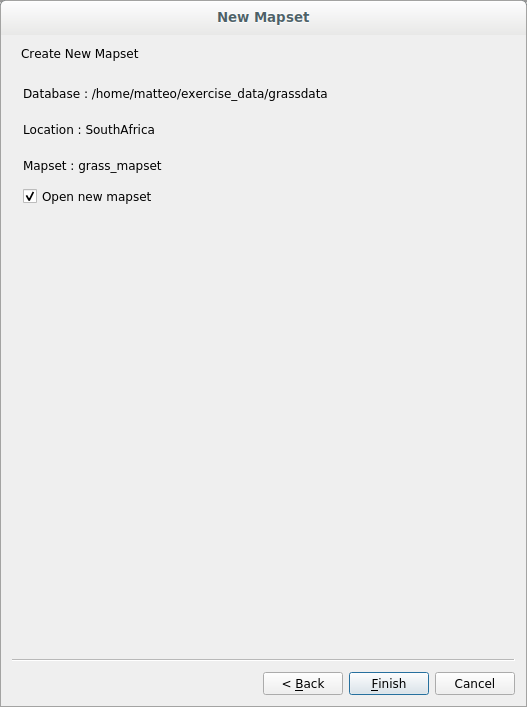 New Mapset
Create New Mapset
Database : /home/matteo/exercise_data/grassdata
Location : SouthAfrica
Mapset : grass_mapset
Open new mapset
< Back Finish Cancel